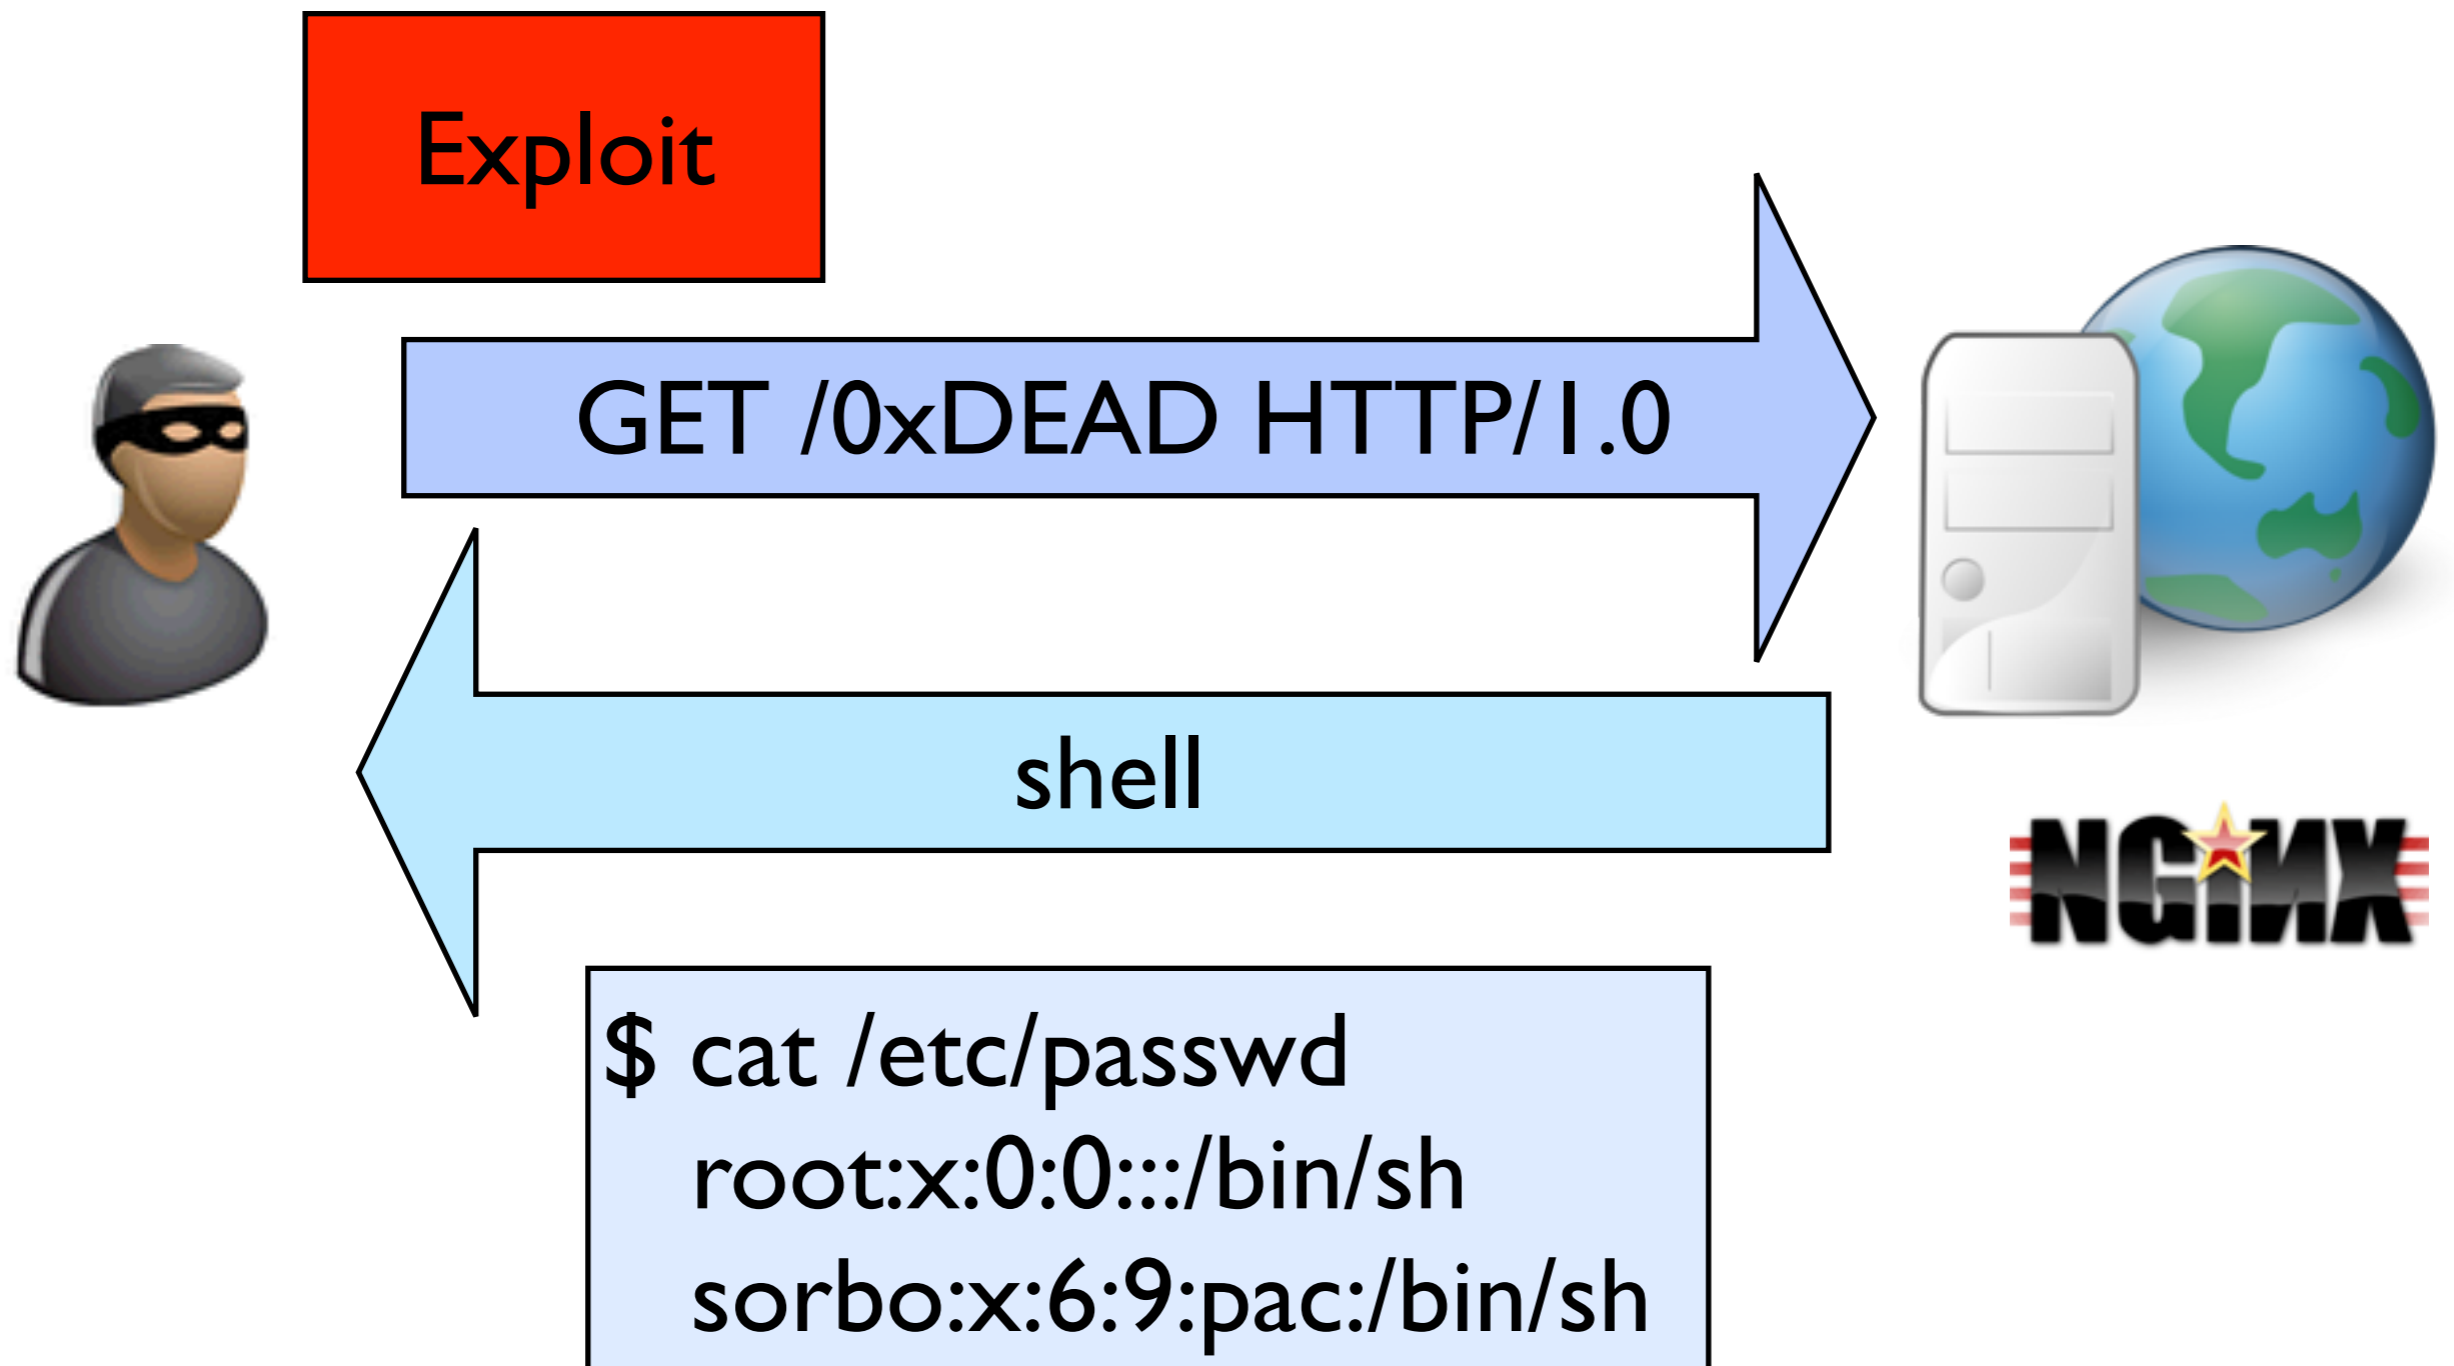 Exploit
GET /0xDEAD HTTP/1.0
shell
NGiNX
$ cat /etc/passwd
root:x:0:0:::/bin/sh
sorbo:x:6:9:pac:/bin/sh